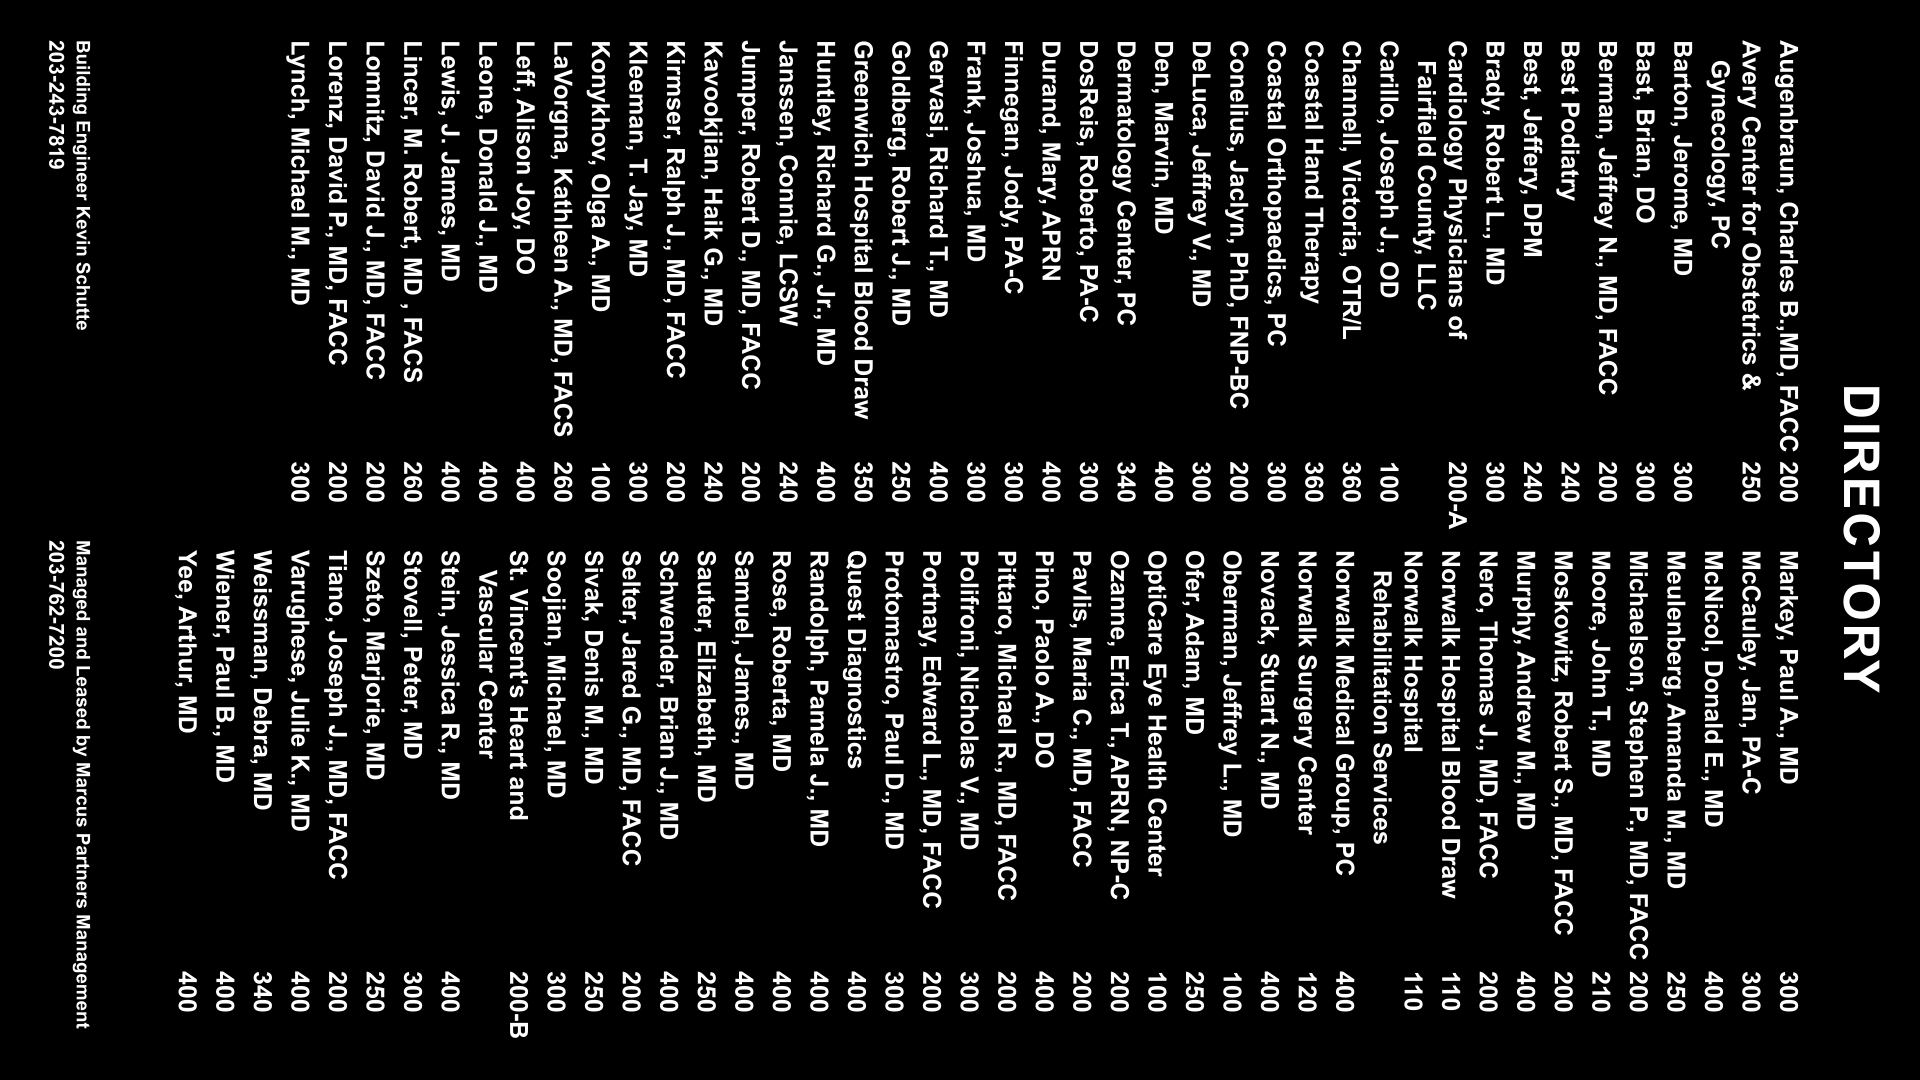 DIRECTORY
Augenbraun, Charles B.,MD, FACC 200
Avery Center for Obstetrics & 250
Gynecology, PC
Barton, Jerome, MD 300
Bast, Brian, DO 300
Berman, Jeffrey N., MD, FACC 200
Best Podiatry 240
Best, Jeffery, DPM 240
Brady, Robert L., MD 300
Cardiology Physicians of 200-A
Fairfield County, LLC
Carillo, Joseph J., OD 100
Channell, Victoria, OTR/L 360
Coastal Hand Therapy 360
Coastal Orthopaedics, PC 300
Conelius, Jaclyn, PhD, FNP-BC 200
DeLuca, Jeffrey V., MD 300
Den, Marvin, MD 400
Dermatology Center, PC 340
DosReis, Roberto, PA-C 300
Durand, Mary, APRN 400
Finnegan, Jody, PA-C 300
Frank, Joshua, MD 300
Gervasi, Richard T., MD 400
Goldberg, Robert J., MD 250
Greenwich Hospital Blood Draw 350
Huntley, Richard G., Jr., MD 400
Janssen, Connie, LCSW 240
Jumper, Robert D., MD, FACC 200
Kavookjian, Haik G., MD 240
Kirmser, Ralph J., MD, FACC 200
Kleeman, T. Jay, MD 300
Konykhov, Olga A., MD 100
LaVorgna, Kathleen A., MD, FACS 260
Leff, Alison Joy, DO 400
Leone, Donald J., MD 400
Lewis, J. James, MD 400
Lincer, M. Robert, MD , FACS 260
Lomnitz, David J., MD, FACC 200
Lorenz, David P., MD, FACC 200
Lynch, Michael M., MD 300
Markey, Paul A., MD 300
McCauley, Jan, PA-C 300
McNicol, Donald E., MD 400
Meulenberg, Amanda M., MD 250
Michaelson, Stephen P., MD, FACC 200
Moore, John T., MD 210
Moskowitz, Robert S., MD, FACC 200
Murphy, Andrew M., MD 400
Nero, Thomas J., MD, FACC 200
Norwalk Hospital Blood Draw 110
Norwalk Hospital 110
Rehabilitation Services
Norwalk Medical Group, PC 400
Norwalk Surgery Center 120
Novack, Stuart N., MD 400
Oberman, Jeffrey L., MD 100
Ofer, Adam, MD 250
OptiCare Eye Health Center 100
Ozanne, Erica T., APRN, NP-C 200
Pavlis, Maria C., MD, FACC 200
Pino, Paolo A., DO 400
Pittaro, Michael R., MD, FACC 200
Polifroni, Nicholas V., MD 300
Portnay, Edward L., MD, FACC 200
Protomastro, Paul D., MD 300
Quest Diagnostics 400
Randolph, Pamela J., MD 400
Rose, Roberta, MD 400
Samuel, James., MD 400
Sauter, Elizabeth, MD 250
Schwender, Brian J., MD 400
Selter, Jared G., MD, FACC 200
Sivak, Denis M., MD 250
Soojian, Michael, MD 300
St. Vincent's Heart and 200-B
Vascular Center
Stein, Jessica R., MD 400
Stovell, Peter, MD 300
Szeto, Marjorie, MD 250
Tiano, Joseph J., MD, FACC 200
Varughese, Julie K., MD 400
Weissman, Debra, MD 340
Wiener, Paul B., MD 400
Yee, Arthur, MD 400
Building Engineer Kevin Schutte
203-243-7819
Managed and Leased by Marcus Partners Management
203-762-7200